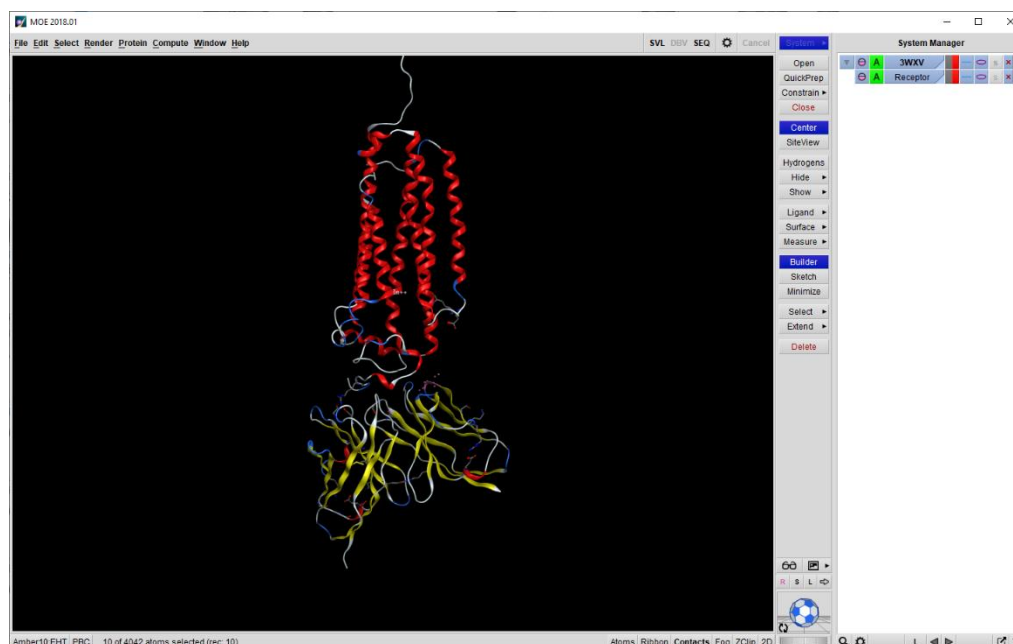 MOE 2018.01
File Edit Select Render Protein Compute Window Help
SVL DBV SEQ Cancel
System
System Manager
Open
QuickPrep
Constrain
Close
Center
SiteView
Hydrogens
Hide
Show
Ligand
Surface
Measure
Builder
Sketch
Minimize
Select
Extend
Delete
A 3WXV
A Receptor
R S L
Amber10:EHT PBC 10 of 4042 atoms selected (rec: 10)
Atoms Ribbon Contacts Fog ZClip 2D